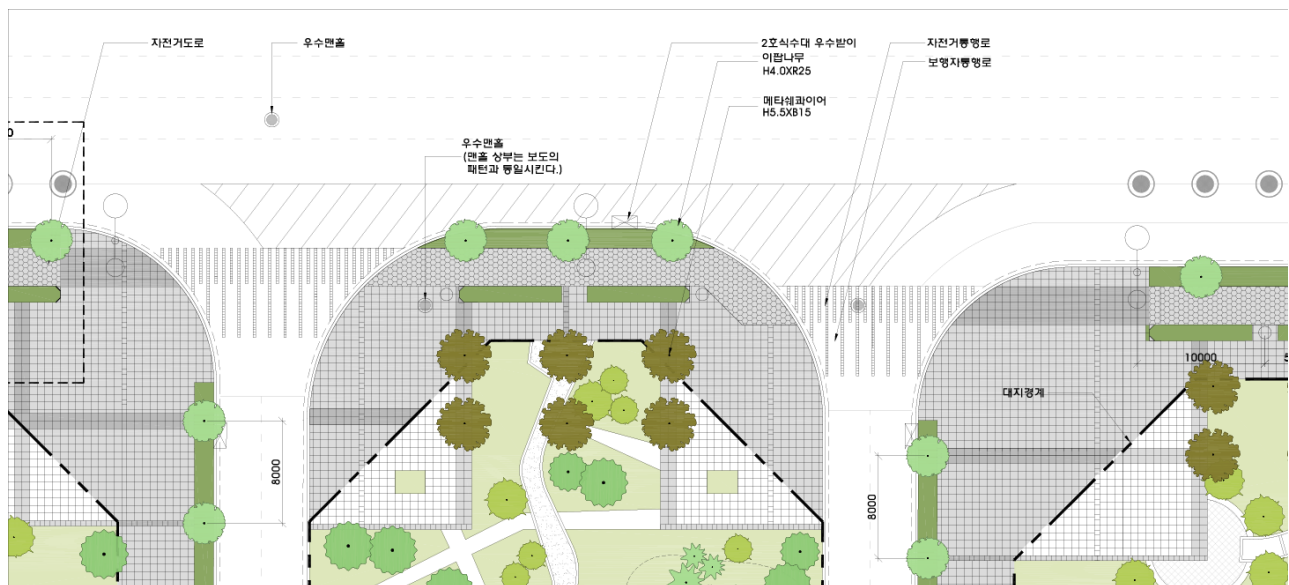 자전거도로
우수맨홀
2호식수대 우수받이
이팝나무
H4.0XR25
메타쉐콰이어
H5.5XB15
자전거통행로
보행자통행로
우수맨홀
(맨홀 상부는 보도의
패턴과 통일시킨다.)
0
10000
5
대지경계
8000
8000